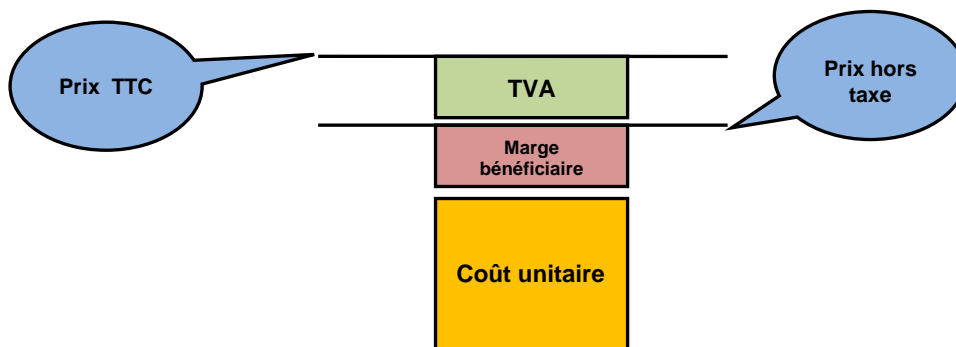 Prix TTC
TVA
Prix hors
taxe
Marge
bénéficiaire
Coût unitaire